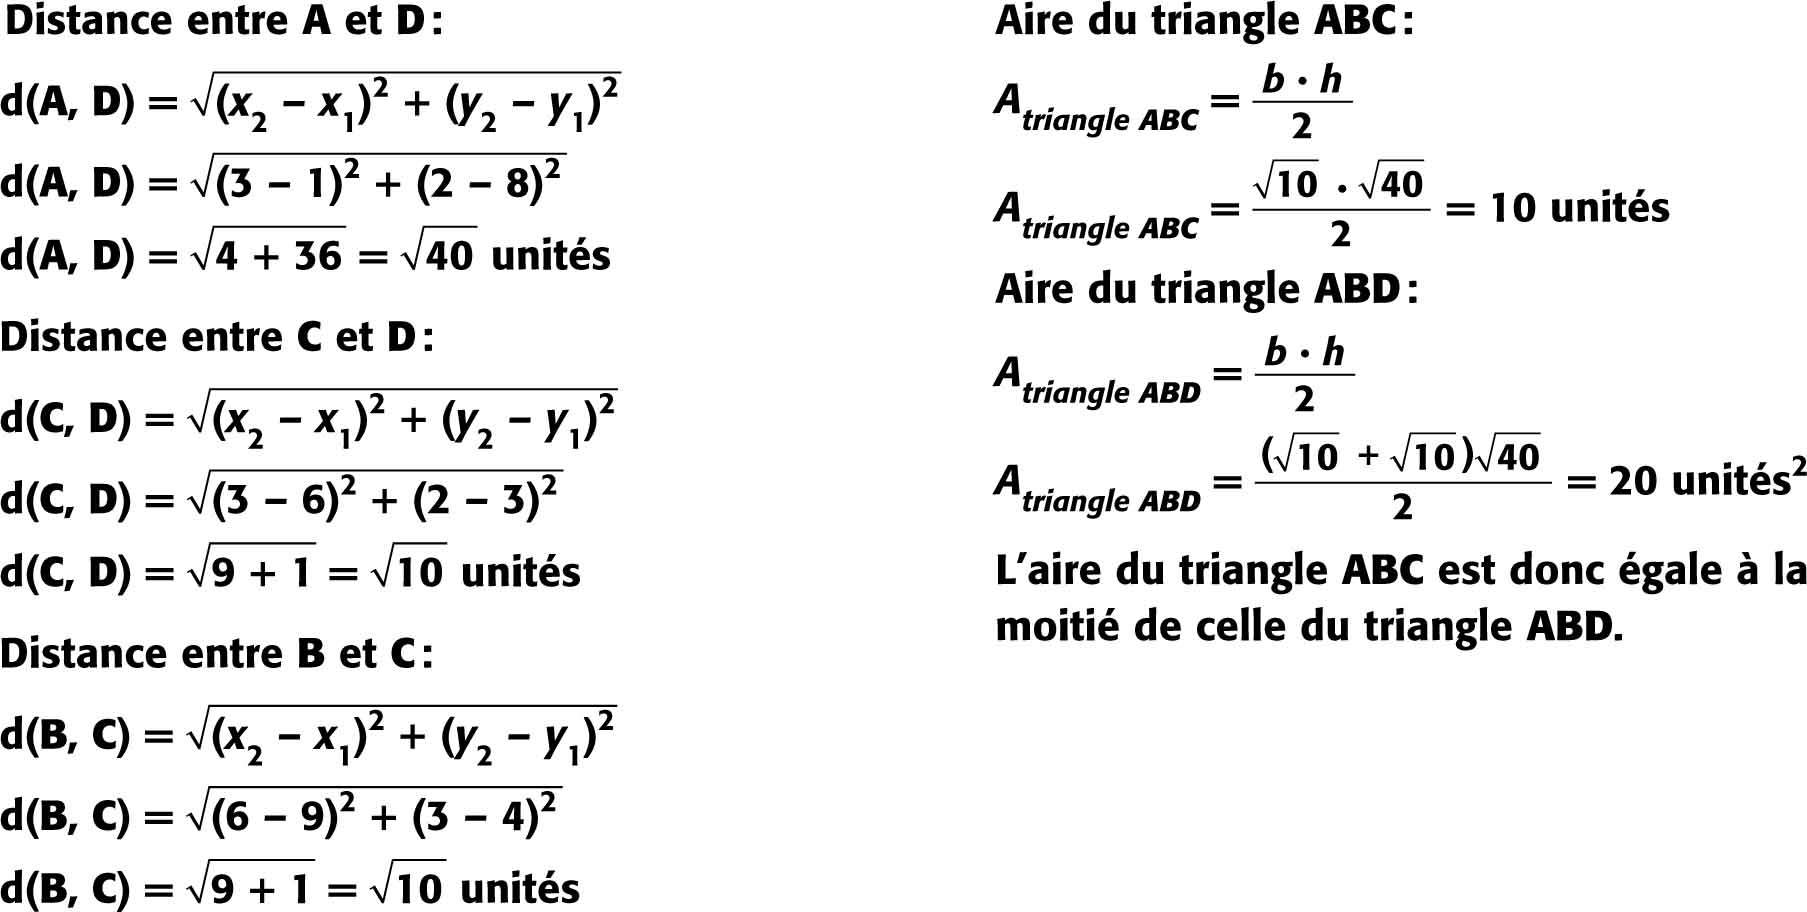 Distance entre A et D :
d(A, D) = √((x₂ – x₁)² + (y₂ – y₁)²)
d(A, D) = √((3 – 1)² + (2 – 8)²)
d(A, D) = √(4 + 36) = √40 unités
Distance entre C et D :
d(C, D) = √((x₂ – x₁)² + (y₂ – y₁)²)
d(C, D) = √((3 – 6)² + (2 – 3)²)
d(C, D) = √(9 + 1) = √10 unités
Distance entre B et C :
d(B, C) = √((x₂ – x₁)² + (y₂ – y₁)²)
d(B, C) = √((6 – 9)² + (3 – 4)²)
d(B, C) = √(9 + 1) = √10 unités
Aire du triangle ABC :
A triangle ABC = (b · h)/2
A triangle ABC = (√10 · √40)/2 = 10 unités
Aire du triangle ABD :
A triangle ABD = (b · h)/2
A triangle ABD = ((√10 + √10)√40)/2 = 20 unités²
L’aire du triangle ABC est donc égale à la
moitié de celle du triangle ABD.